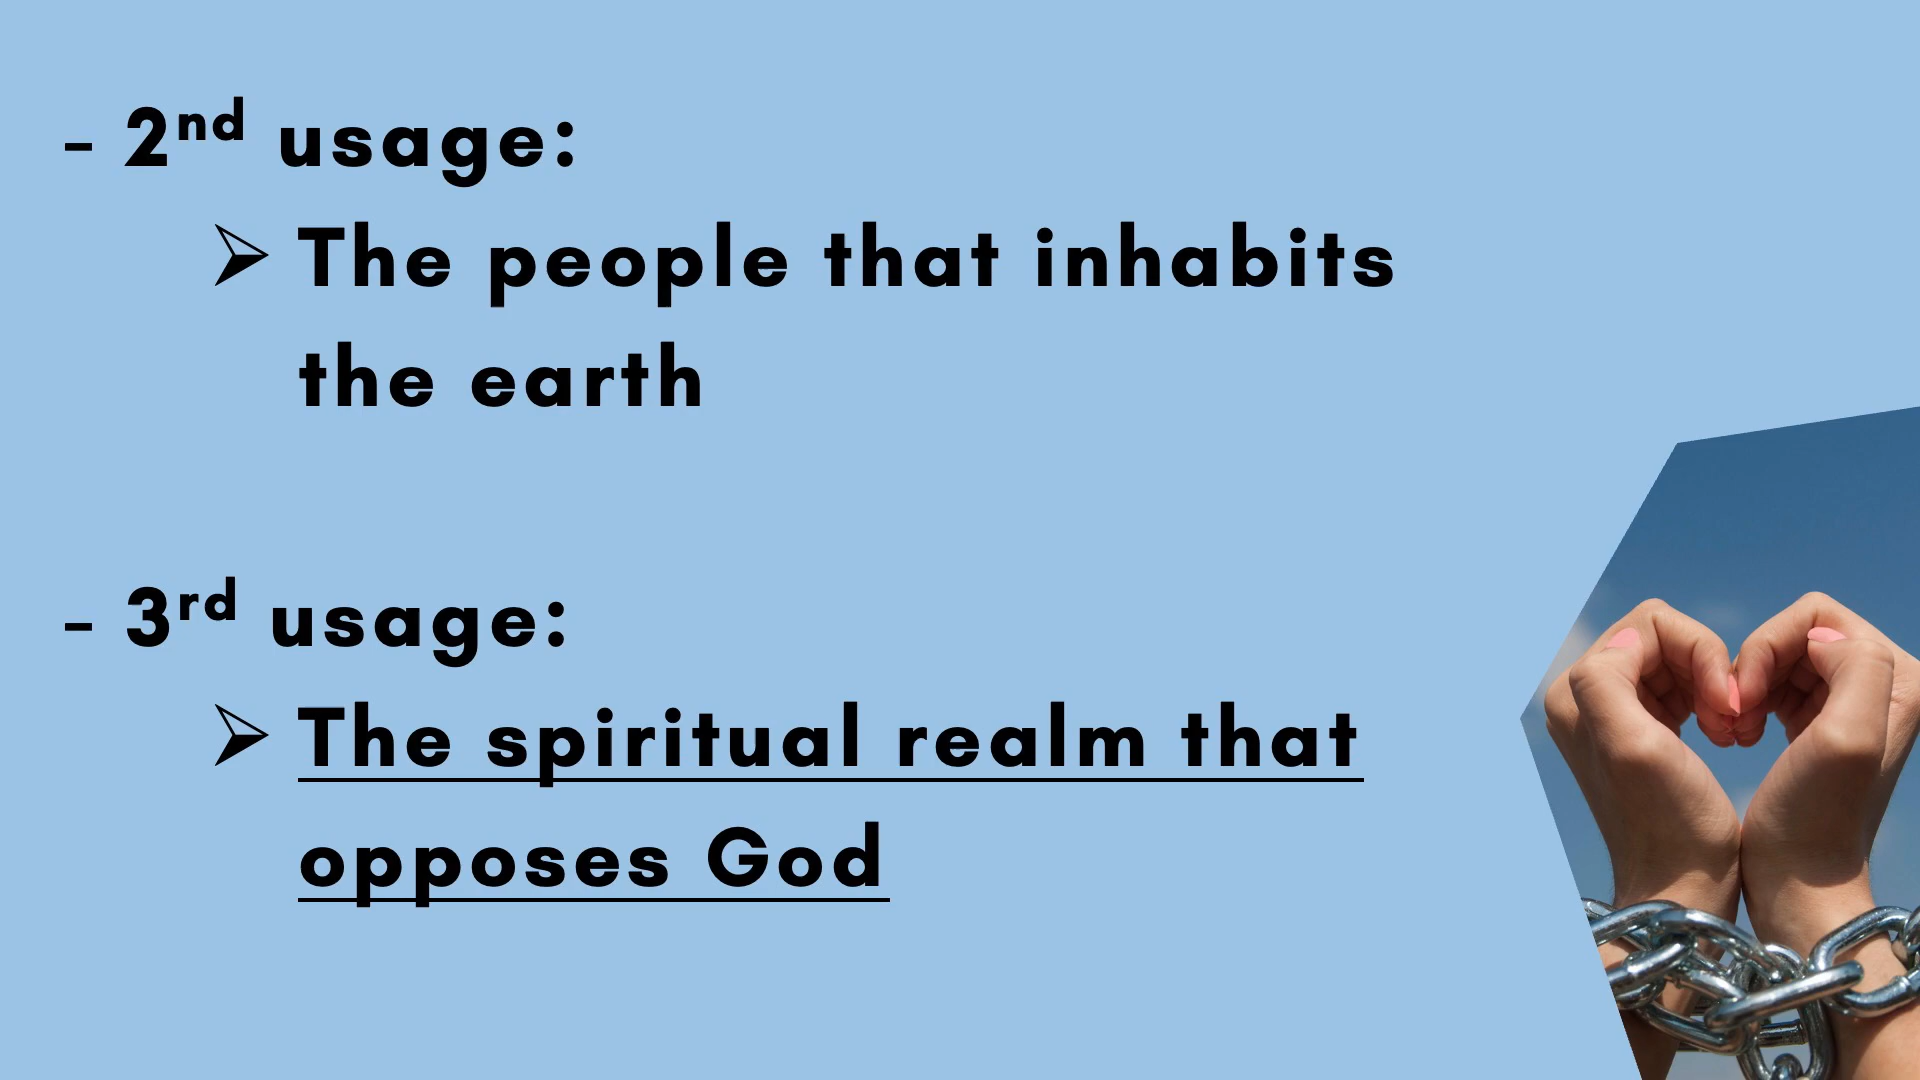 - 2nd usage:
➢ The people that inhabits
the earth
- 3rd usage:
➢ The spiritual realm that
opposes God